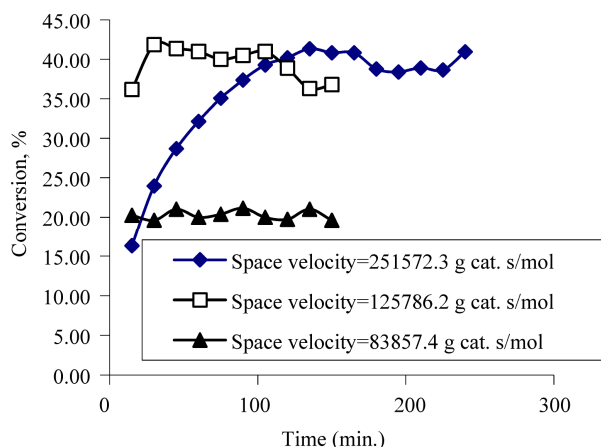 45.00
40.00
35.00
30.00
25.00
20.00
15.00
10.00
5.00
0.00
Conversion, %
Space velocity=251572.3 g cat. s/mol
Space velocity=125786.2 g cat. s/mol
Space velocity=83857.4 g cat. s/mol
0 100 200 300
Time (min.)